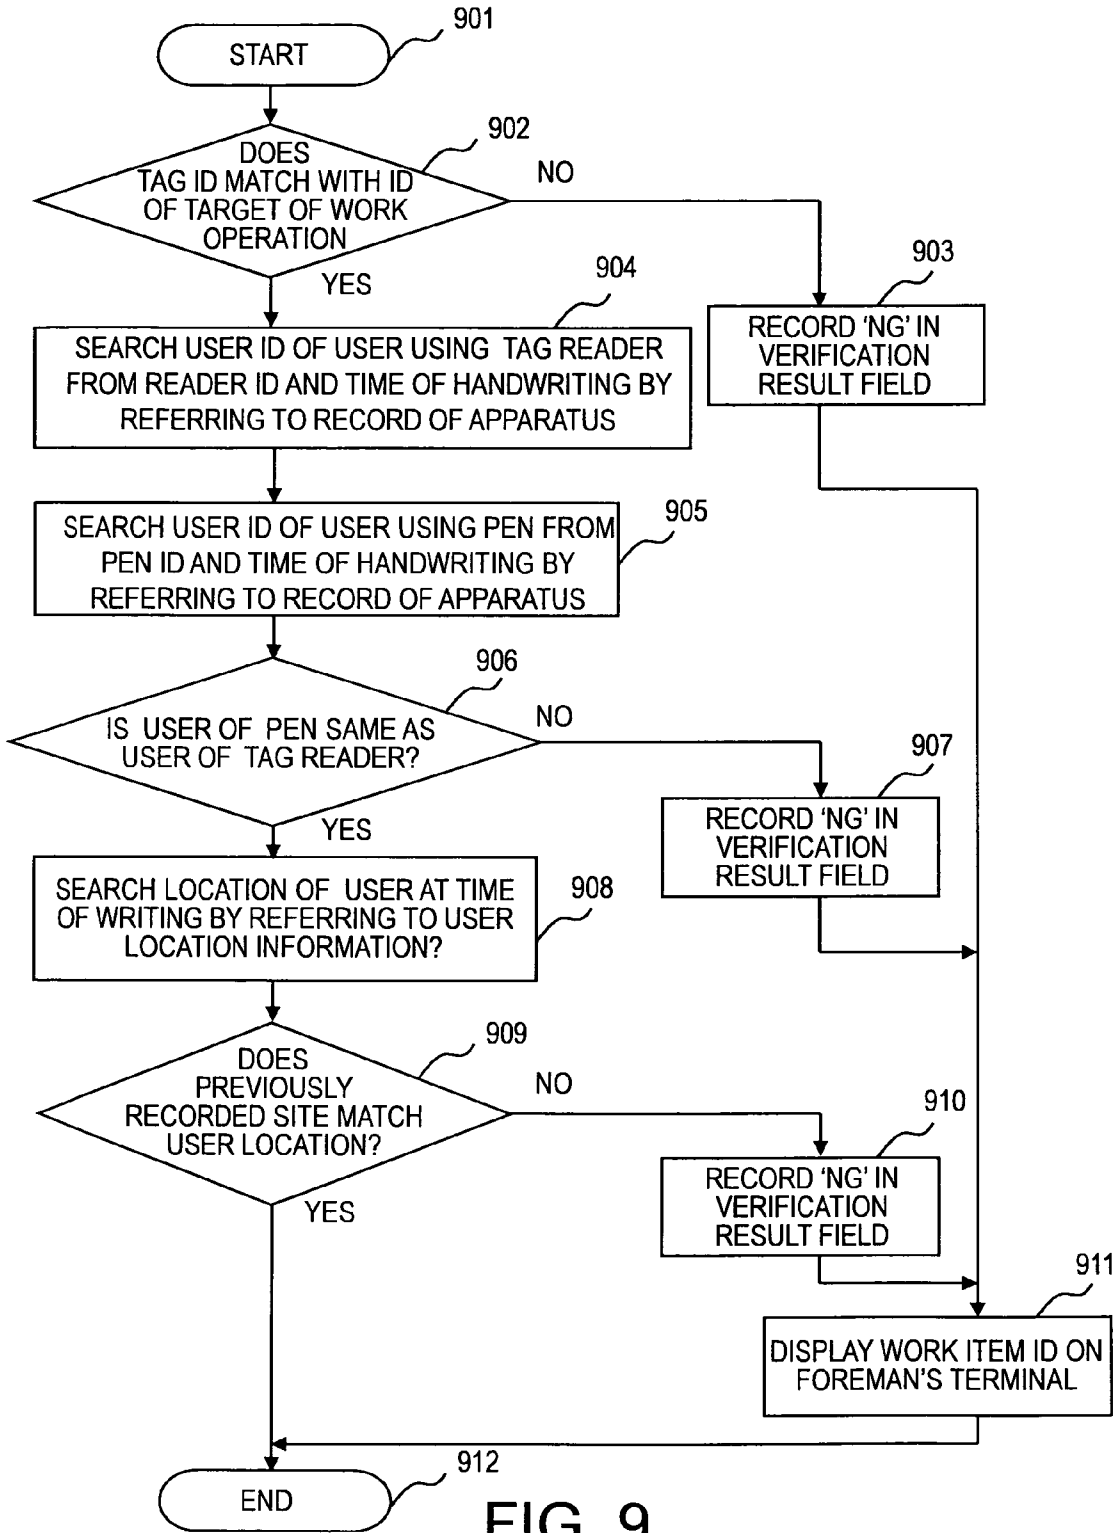 901
START
902
DOES
TAG ID MATCH WITH ID
OF TARGET OF WORK
OPERATION
NO
YES
903
RECORD ‘NG’ IN
VERIFICATION
RESULT FIELD
904
SEARCH USER ID OF USER USING TAG READER
FROM READER ID AND TIME OF HANDWRITING BY
REFERRING TO RECORD OF APPARATUS
905
SEARCH USER ID OF USER USING PEN FROM
PEN ID AND TIME OF HANDWRITING BY
REFERRING TO RECORD OF APPARATUS
906
IS USER OF PEN SAME AS
USER OF TAG READER?
NO
YES
907
RECORD ‘NG’ IN
VERIFICATION
RESULT FIELD
908
SEARCH LOCATION OF USER AT TIME
OF WRITING BY REFERRING TO USER
LOCATION INFORMATION?
909
DOES
PREVIOUSLY
RECORDED SITE MATCH
USER LOCATION?
NO
YES
910
RECORD ‘NG’ IN
VERIFICATION
RESULT FIELD
911
DISPLAY WORK ITEM ID ON
FOREMAN’S TERMINAL
912
END
FIG. 9